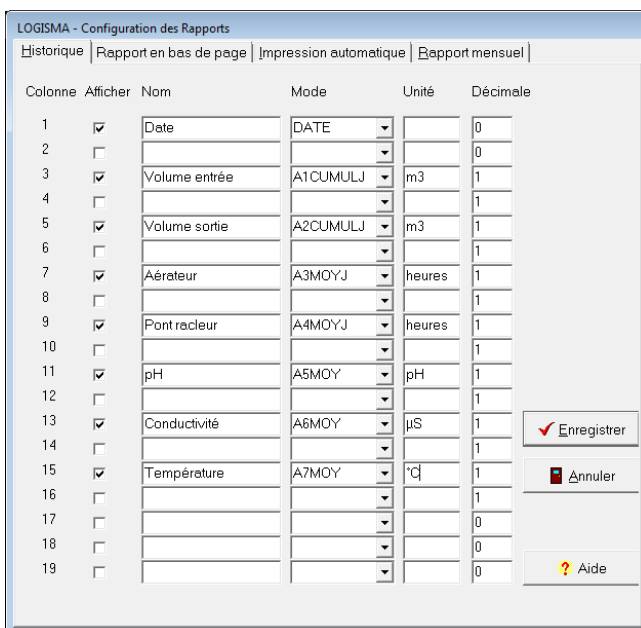 LOGISMA - Configuration des Rapports
Historique Rapport en bas de page Impression automatique Rapport mensuel
Colonne Afficher Nom Mode Unité Décimale
1 Date DATE 0
2 0
3 Volume entrée A1CUMULJ m3 1
4 1
5 Volume sortie A2CUMULJ m3 1
6 1
7 Aérateur A3MOYJ heures 1
8 1
9 Pont racleur A4MOYJ heures 1
10 1
11 pH A5MOY pH 1
12 1
13 Conductivité A6MOY µS 1
Enregistrer
14 1
15 Température A7MOY °C 1
Annuler
16 1
17 0
18 0
19 0
Aide